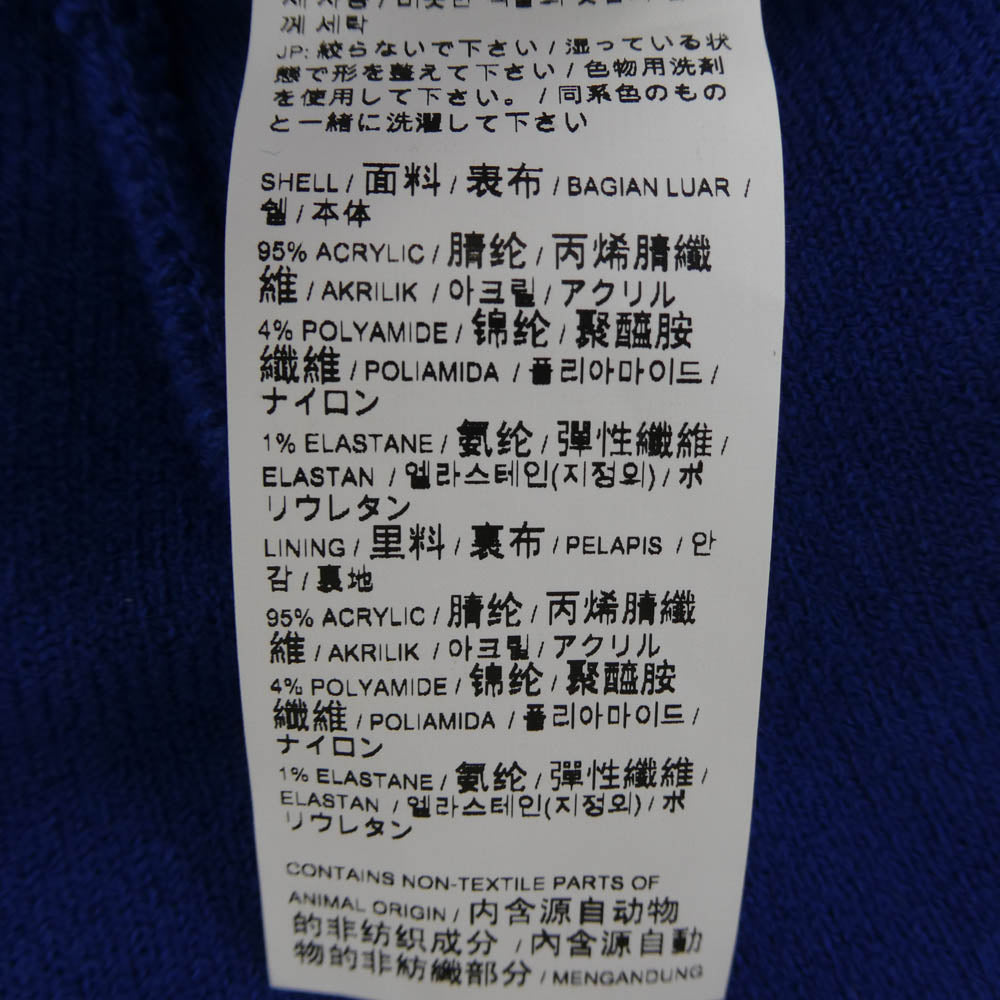 께 세탁
JP: 絞らないで下さい / 湿っている状
態で形を整えて下さい / 色物用洗剤
を使用して下さい。 / 同系色のもの
と一緒に洗濯して下さい
SHELL / 面料 / 表布 / BAGIAN LUAR /
쉘 / 本体
95% ACRYLIC / 腈纶 / 丙烯腈纖
維 / AKRILIK / 아크릴 / アクリル
4% POLYAMIDE / 锦纶 / 聚醯胺
纖維 / POLIAMIDA / 폴리아마이드 /
ナイロン
1% ELASTANE / 氨纶 / 彈性纖維 /
ELASTAN / 엘라스테인(지정외) / ポ
リウレタン
LINING / 里料 / 裏布 / PELAPIS / 안
감 / 裏地
95% ACRYLIC / 腈纶 / 丙烯腈纖
維 / AKRILIK / 아크릴 / アクリル
4% POLYAMIDE / 锦纶 / 聚醯胺
纖維 / POLIAMIDA / 폴리아마이드 /
ナイロン
1% ELASTANE / 氨纶 / 彈性纖維 /
ELASTAN / 엘라스테인(지정외) / ポ
リウレタン
CONTAINS NON-TEXTILE PARTS OF
ANIMAL ORIGIN / 内含源自动物
的非纺织成分 / 內含源自動
物的非紡織部分 / MENGANDUNG